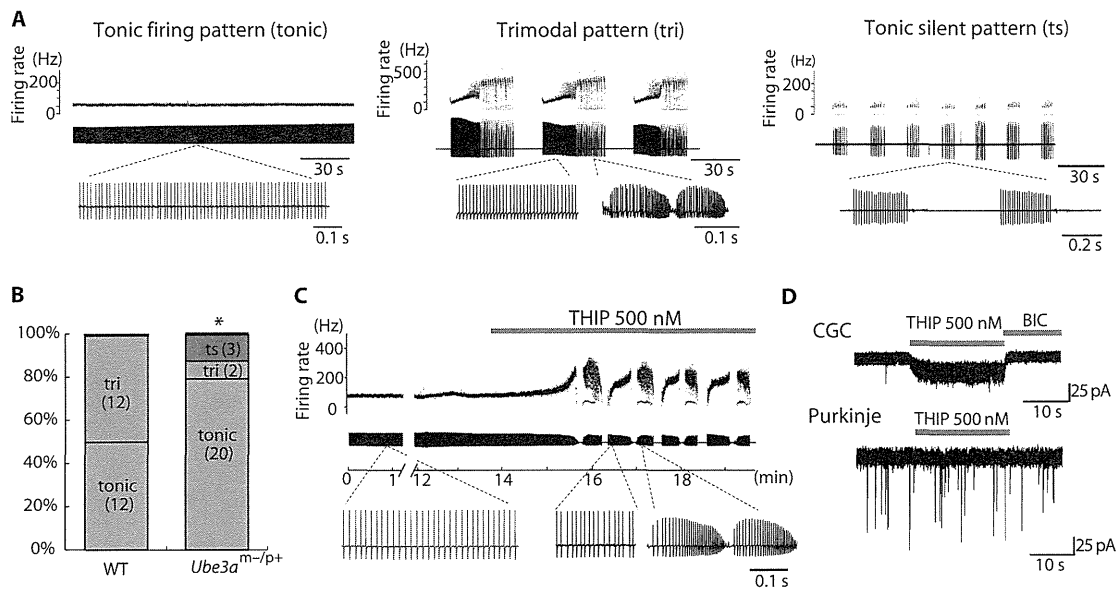 A
Tonic firing pattern (tonic)
Trimodal pattern (tri)
Tonic silent pattern (ts)
Firing rate
(Hz)
200
0
30 s
0.1 s
Firing rate
(Hz)
500
0
30 s
0.1 s
Firing rate
(Hz)
200
0
30 s
0.2 s
B
*
100%
80%
60%
40%
20%
0%
tri
(12)
tonic
(12)
ts (3)
tri (2)
tonic
(20)
WT
Ube3a m−/p+
C
THIP 500 nM
(Hz)
Firing rate
400
200
0
0
1
12
14
16
18
(min)
0.1 s
D
CGC
THIP 500 nM
BIC
25 pA
10 s
Purkinje
THIP 500 nM
25 pA
10 s